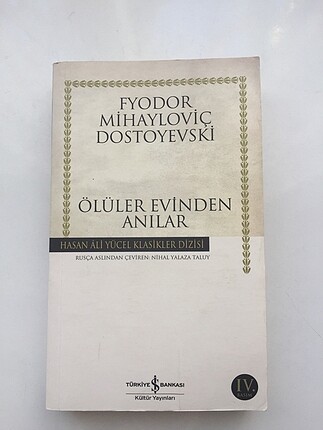 FYODOR
MİHAYLOVİÇ
DOSTOYEVSKİ
ÖLÜLER EVİNDEN
ANILAR
HASAN ÂLİ YÜCEL KLASİKLER DİZİSİ
RUSÇA ASLINDAN ÇEVİREN: NİHAL YALAZA TALUY
TÜRKİYE İŞ BANKASI
Kültür Yayınları
IV.
BASIM